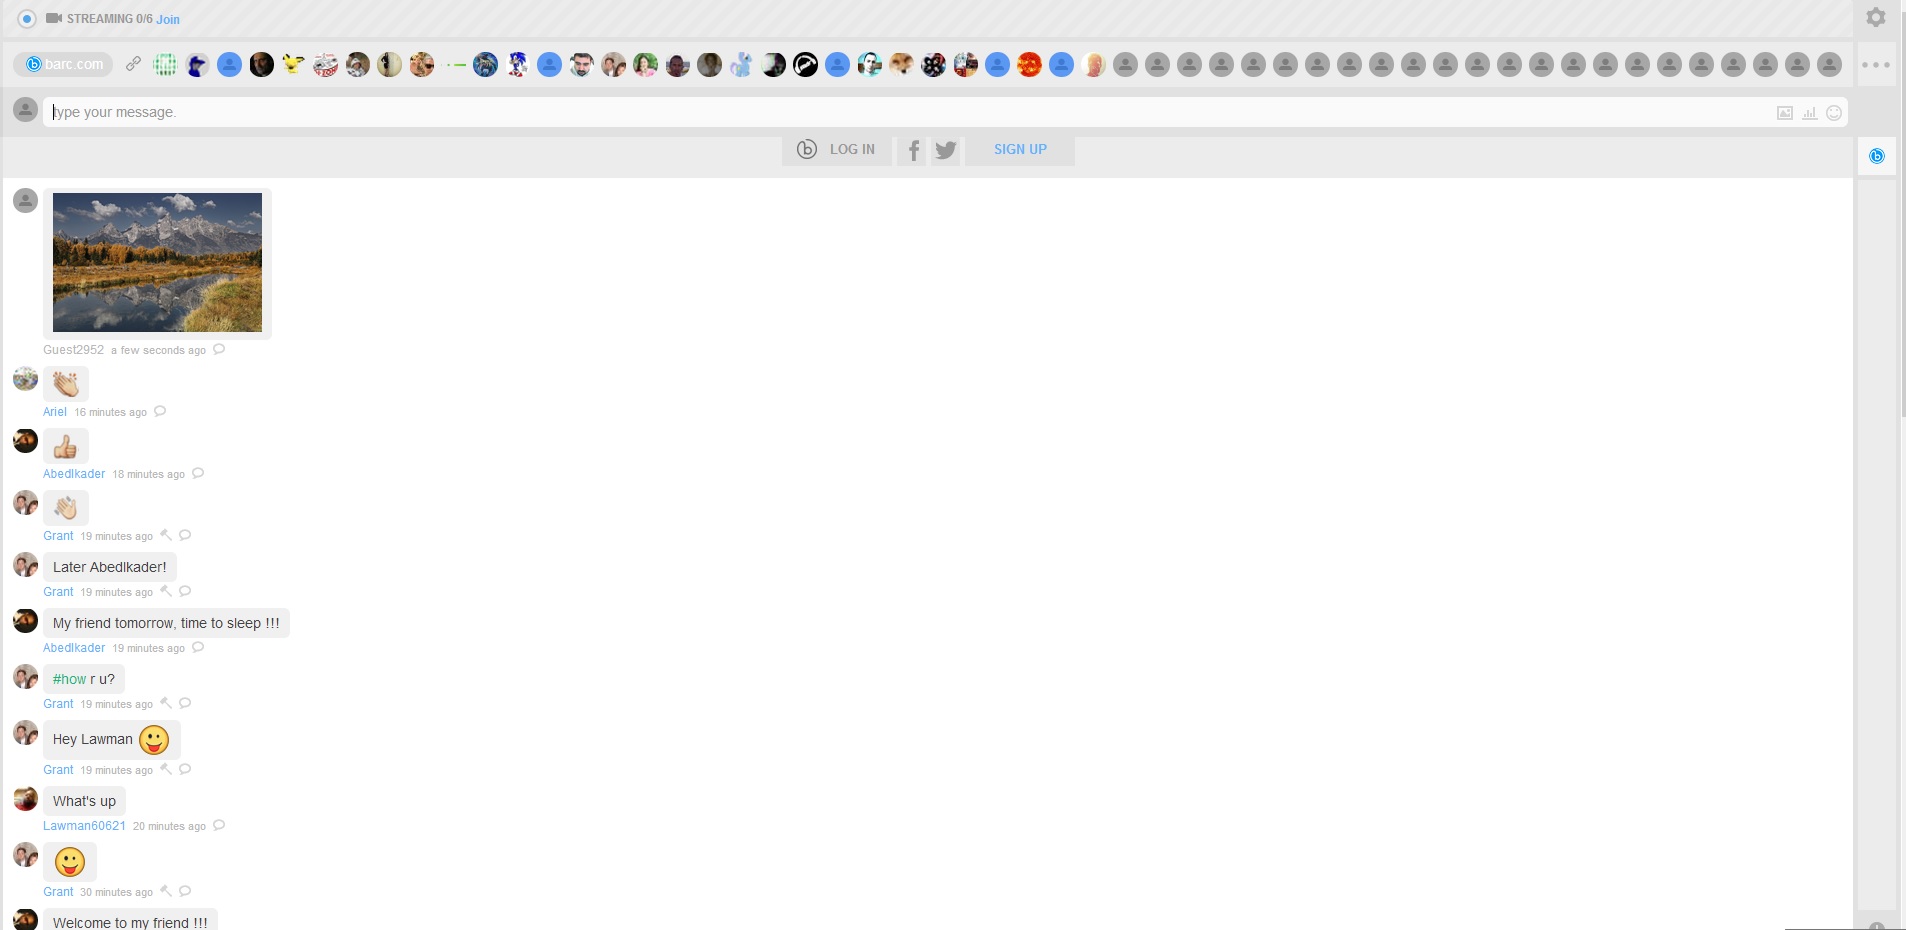 STREAMING 0/6 Join
barc.com
type your message.
LOG IN
SIGN UP
Guest2952 a few seconds ago
Ariel 16 minutes ago
Abedlkader 18 minutes ago
Grant 19 minutes ago
Later Abedlkader!
Grant 19 minutes ago
My friend tomorrow, time to sleep !!!
Abedlkader 19 minutes ago
#how r u?
Grant 19 minutes ago
Hey Lawman
Grant 19 minutes ago
What's up
Lawman60621 20 minutes ago
Grant 30 minutes ago
Welcome to my friend !!!